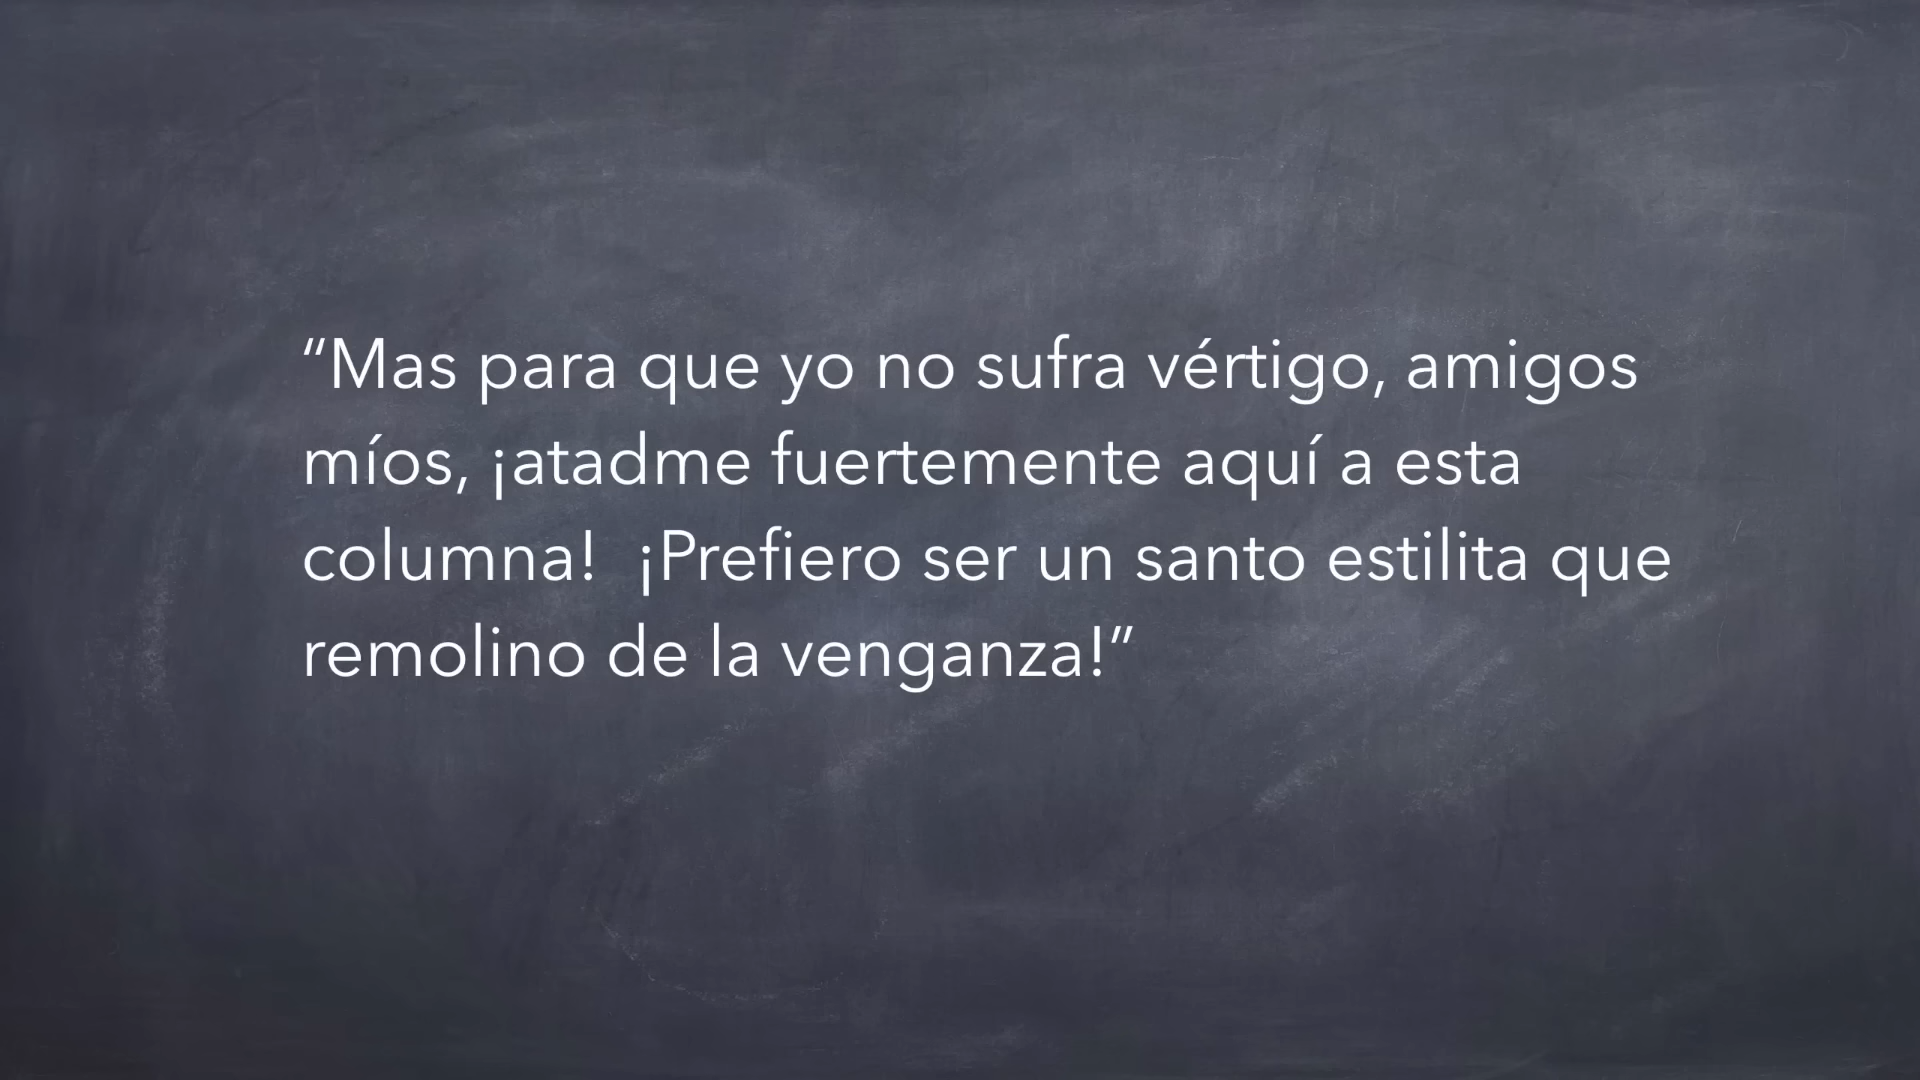 “Mas para que yo no sufra vértigo, amigos
míos, ¡atadme fuertemente aquí a esta
columna!  ¡Prefiero ser un santo estilita que
remolino de la venganza!”